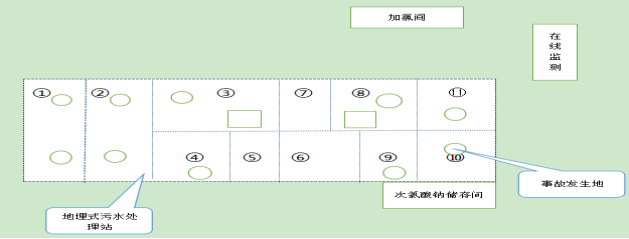 加氯间
在
线
监
测
① ② ③ ⑦ ⑧ ⑪
④ ⑤ ⑥ ⑨ ⑩
事故发生地
次氯酸钠储存间
地埋式污水处
理站